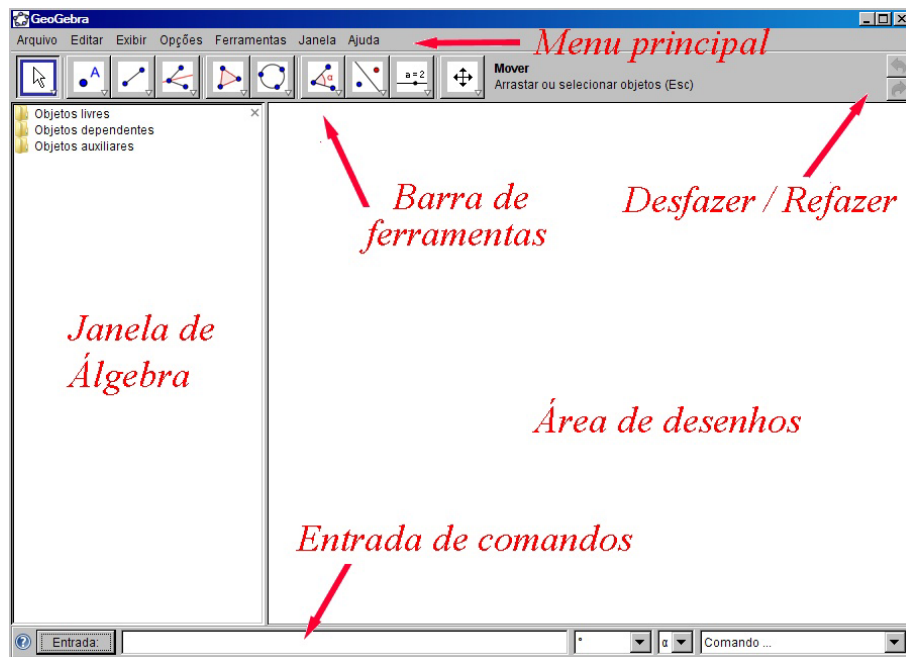 GeoGebra
Arquivo Editar Exibir Opções Ferramentas Janela Ajuda
Menu principal
A
α
a = 2
Mover
Arrastar ou selecionar objetos (Esc)
Objetos livres
Objetos dependentes
Objetos auxiliares
Barra de
ferramentas
Desfazer / Refazer
Janela de
Álgebra
Área de desenhos
Entrada de comandos
Entrada:
°
α
Comando ...